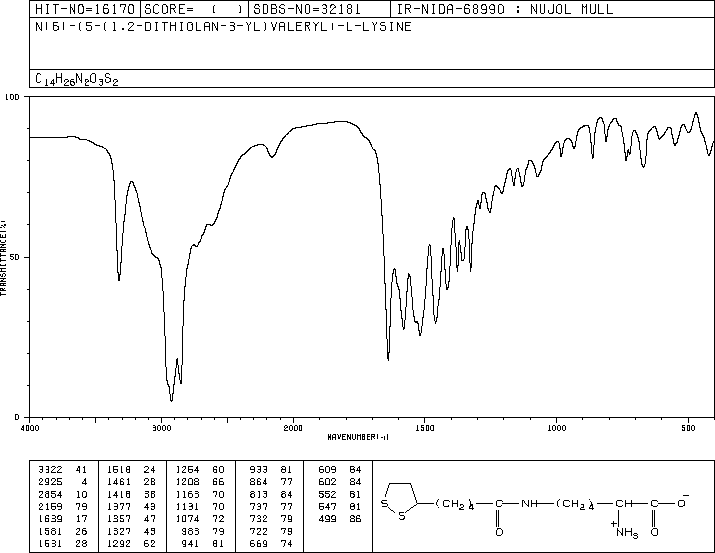 HIT-NO=16170 SCORE= ( ) SDBS-NO=32181 IR-NIDA-68990 : NUJOL MULL
N(6)-(5-(1,2-DITHIOLAN-3-YL)VALERYL)-L-LYSINE
C14H26N2O3S2
100
50
0
TRANSMITTANCE(%)
4000 3000 2000 1500 1000 500
WAVENUMBER(-1)
3322 41 1518 24 1254 60 933 81 609 84
2925 4 1461 28 1208 66 864 77 602 84
2854 10 1418 38 1163 70 813 84 552 81
2169 79 1377 43 1131 70 737 77 547 81
1639 17 1357 47 1074 72 732 79 499 86
1581 26 1327 43 983 79 722 79
1531 28 1292 62 941 81 669 74
S S (CH2)4 C NH (CH2)4 CH C O-
O +NH3 O